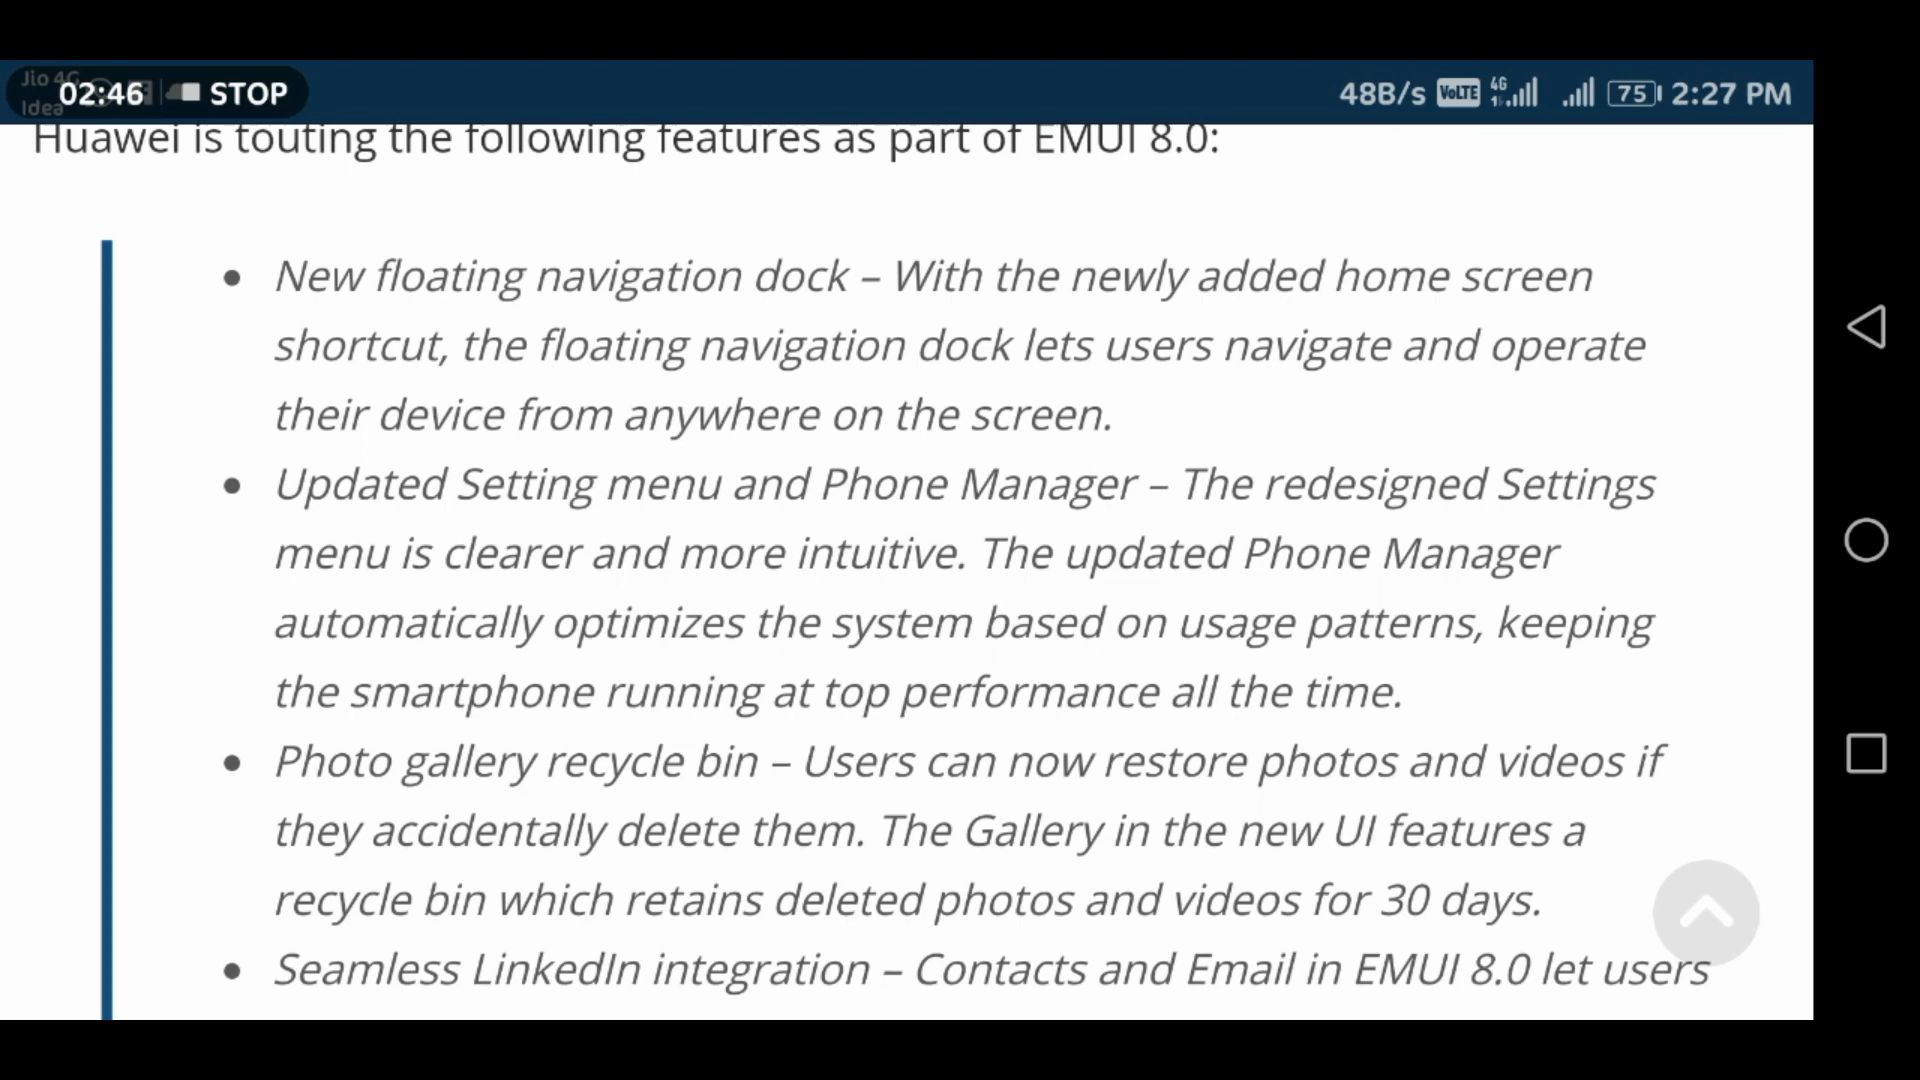 Jio 4G
Idea
02:46 STOP
48B/s VoLTE 4G 75 2:27 PM
Huawei is touting the following features as part of EMUI 8.0:
• New floating navigation dock – With the newly added home screen
shortcut, the floating navigation dock lets users navigate and operate
their device from anywhere on the screen.
• Updated Setting menu and Phone Manager – The redesigned Settings
menu is clearer and more intuitive. The updated Phone Manager
automatically optimizes the system based on usage patterns, keeping
the smartphone running at top performance all the time.
• Photo gallery recycle bin – Users can now restore photos and videos if
they accidentally delete them. The Gallery in the new UI features a
recycle bin which retains deleted photos and videos for 30 days.
• Seamless LinkedIn integration – Contacts and Email in EMUI 8.0 let users